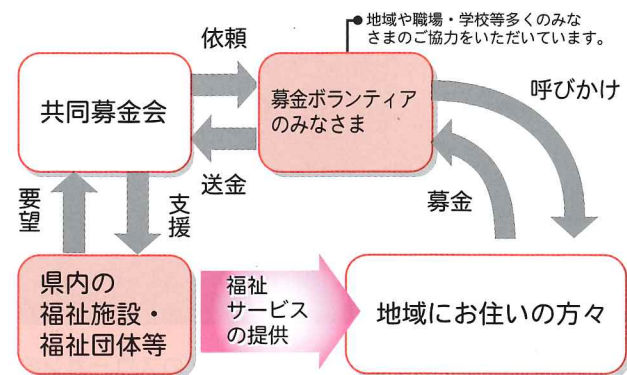 ●地域や職場・学校等多くのみな
さまのご協力をいただいています。
依頼
共同募金会
募金ボランティア
のみなさま
呼びかけ
送金
募金
要望
支援
県内の
福祉施設・
福祉団体等
福祉
サービス
の提供
地域にお住いの方々